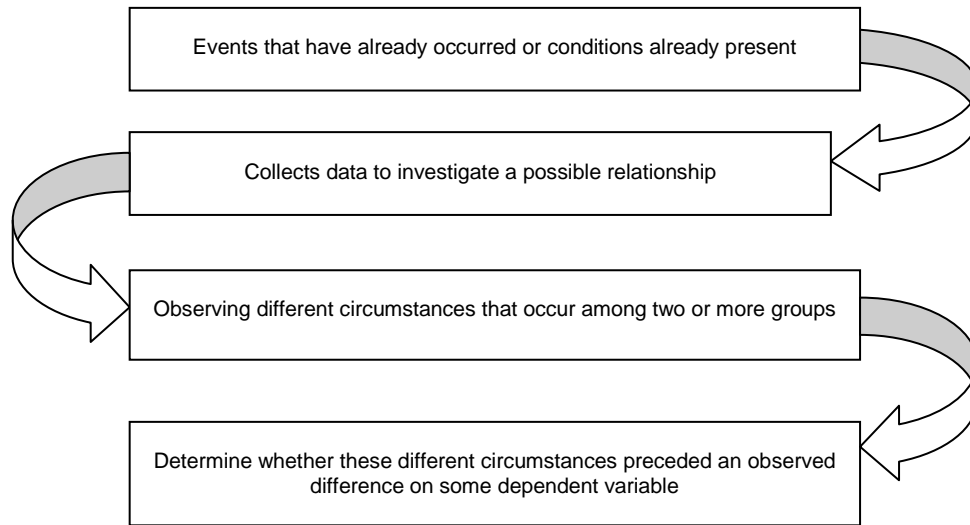 Events that have already occurred or conditions already present
Collects data to investigate a possible relationship
Observing different circumstances that occur among two or more groups
Determine whether these different circumstances preceded an observed
difference on some dependent variable